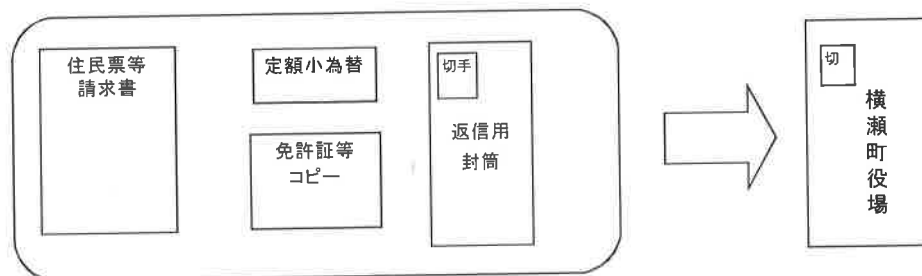 住民票等
請求書
定額小為替
免許証等
コピー
切手
返信用
封筒
切
横瀬町役場